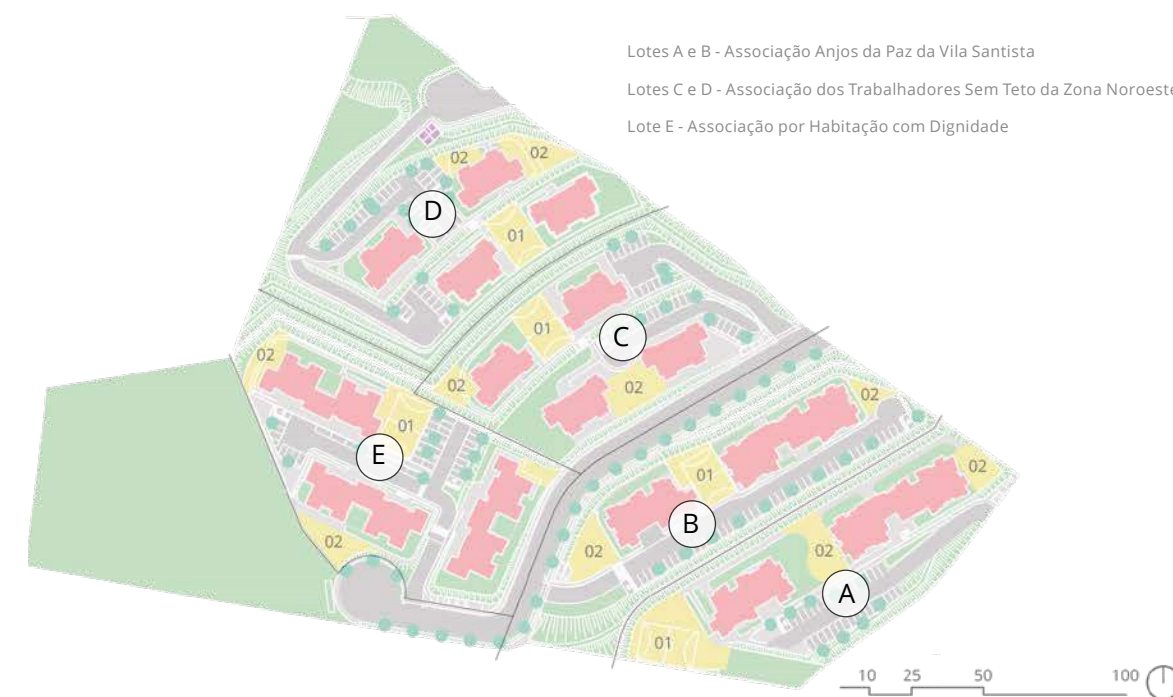 Lotes A e B - Associação Anjos da Paz da Vila Santista
Lotes C e D - Associação dos Trabalhadores Sem Teto da Zona Noroeste
Lote E - Associação por Habitação com Dignidade
02
02
D
01
01
C
02
02
02
01
E
02
02
01
B
02
02
02
A
01
10 25 50 100